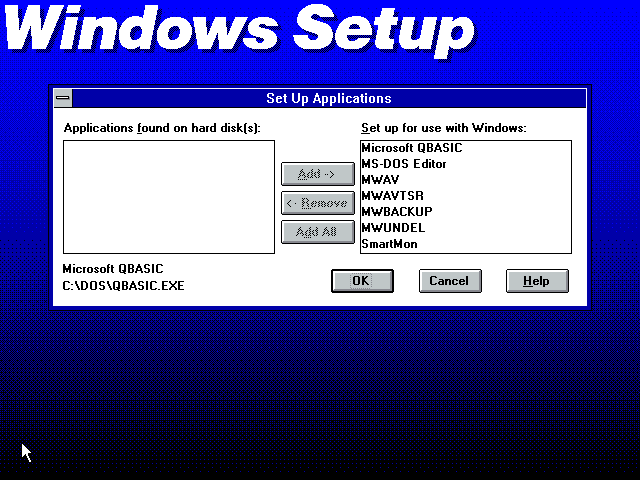 Windows Setup
Set Up Applications
Applications found on hard disk(s):
Set up for use with Windows:
Microsoft QBASIC
MS-DOS Editor
MWAV
MWAVTSR
MWBACKUP
MWUNDEL
SmartMon
Add ->
<- Remove
Add All
Microsoft QBASIC
C:\DOS\QBASIC.EXE
OK
Cancel
Help